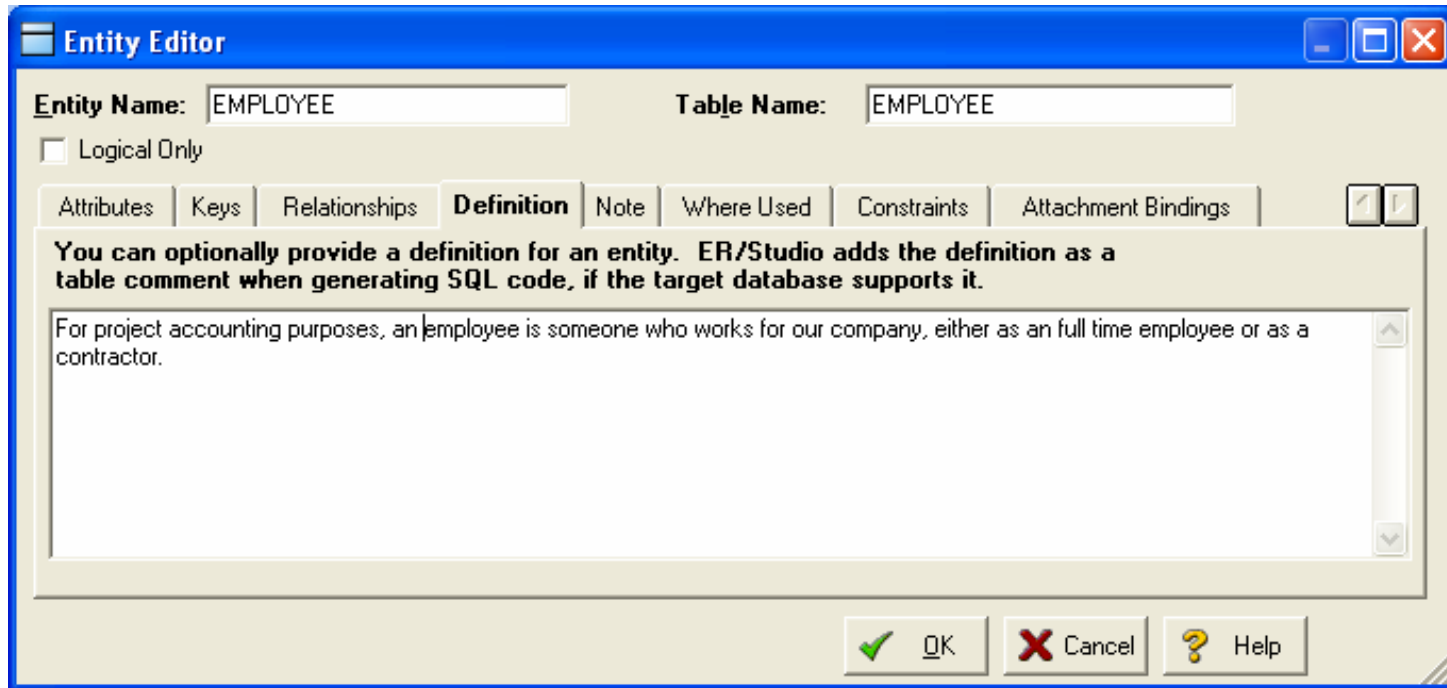 Entity Editor
Entity Name: EMPLOYEE Table Name: EMPLOYEE
Logical Only
Attributes Keys Relationships Definition Note Where Used Constraints Attachment Bindings
You can optionally provide a definition for an entity. ER/Studio adds the definition as a
table comment when generating SQL code, if the target database supports it.
For project accounting purposes, an employee is someone who works for our company, either as an full time employee or as a
contractor.
OK Cancel Help